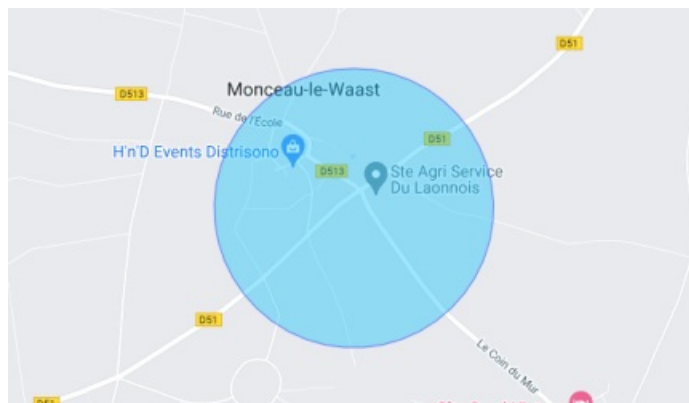 D51
D513
Monceau-le-Waast
Rue de l'École
D51
H'n'D Events Distrisono
D513
Ste Agri Service
Du Laonnois
D51
Le Coin du Mur
D51